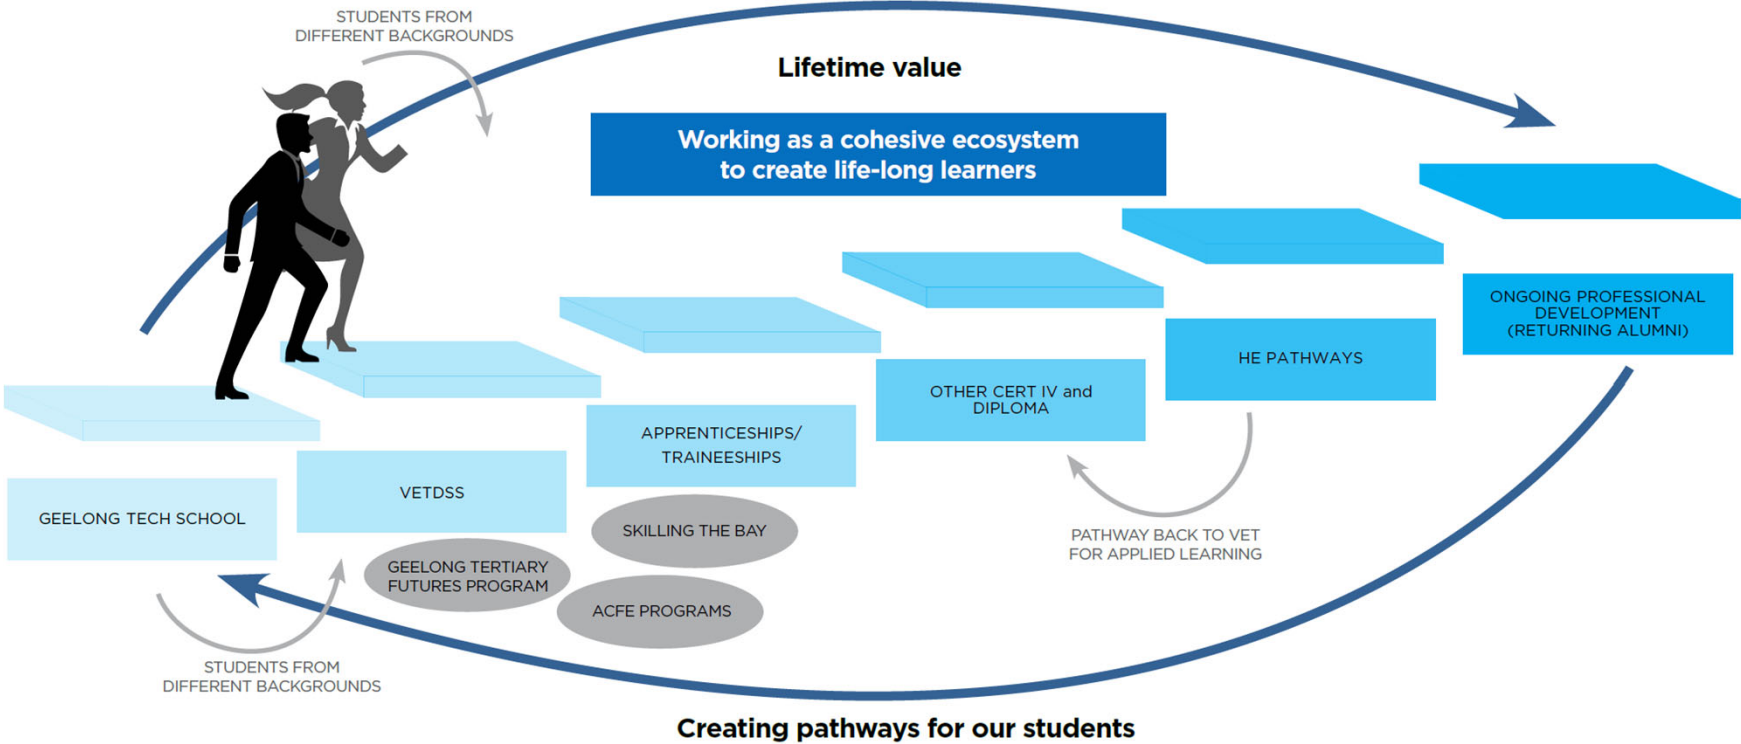 STUDENTS FROM
DIFFERENT BACKGROUNDS
Lifetime value
Working as a cohesive ecosystem
to create life-long learners
GEELONG TECH SCHOOL
VETDSS
APPRENTICESHIPS/
TRAINEESHIPS
OTHER CERT IV and
DIPLOMA
HE PATHWAYS
ONGOING PROFESSIONAL
DEVELOPMENT
(RETURNING ALUMNI)
SKILLING THE BAY
GEELONG TERTIARY
FUTURES PROGRAM
ACFE PROGRAMS
PATHWAY BACK TO VET
FOR APPLIED LEARNING
STUDENTS FROM
DIFFERENT BACKGROUNDS
Creating pathways for our students